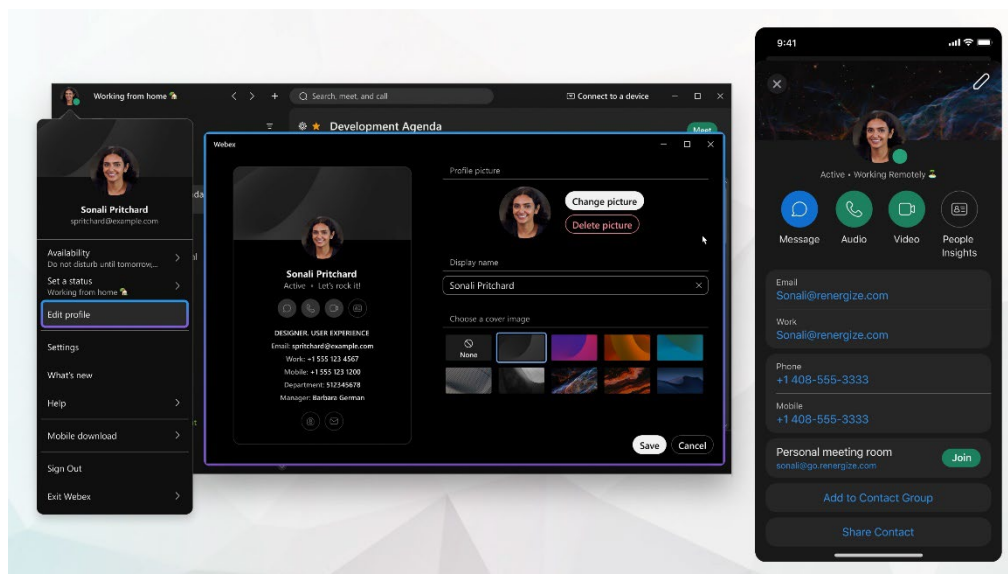 Working from home
Search, meet, and call
Connect to a device
Development Agenda
Meet
Sonali Pritchard
spritchard@example.com
Availability
Do not disturb until tomorrow,...
Set a status
Working from home
Edit profile
Settings
What's new
Help
Mobile download
Sign Out
Exit Webex
Webex
Sonali Pritchard
Active • Let's rock it!
DESIGNER, USER EXPERIENCE
Email: spritchard@example.com
Work: +1 555 123 4567
Mobile: +1 555 123 1200
Department: 512345678
Manager: Barbara German
Profile picture
Change picture
Delete picture
Display name
Sonali Pritchard
Choose a cover image
None
Save
Cancel
9:41
Active • Working Remotely
Message
Audio
Video
People Insights
Email
Sonali@renergize.com
Work
Sonali@renergize.com
Phone
+1 408-555-3333
Mobile
+1 408-555-3333
Personal meeting room
sonali@go.renergize.com
Join
Add to Contact Group
Share Contact